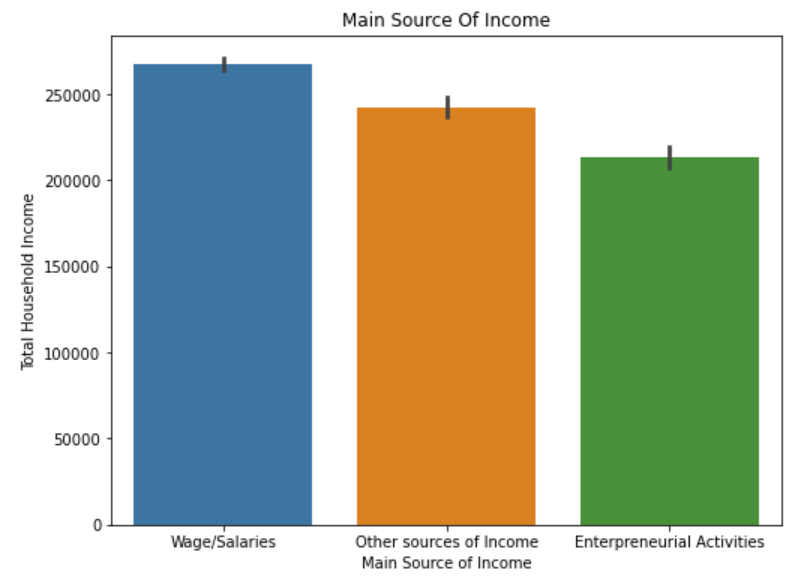 Main Source Of Income
Total Household Income
250000
200000
150000
100000
50000
0
Wage/Salaries
Other sources of Income
Enterpreneurial Activities
Main Source of Income